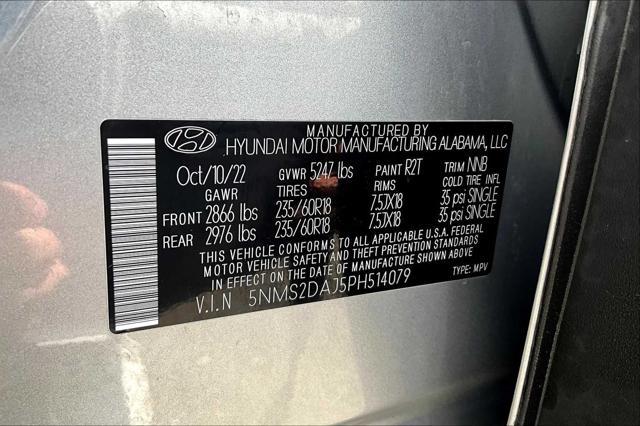 MANUFACTURED BY
HYUNDAI MOTOR MANUFACTURING ALABAMA, LLC
Oct/10/22 GVWR 5247 lbs PAINT R2T TRIM NNB
GAWR TIRES RIMS COLD TIRE INFL
FRONT 2866 lbs 235/60R18 7.5JX18 35 psi SINGLE
REAR 2976 lbs 235/60R18 7.5JX18 35 psi SINGLE
THIS VEHICLE CONFORMS TO ALL APPLICABLE U.S.A. FEDERAL
MOTOR VEHICLE SAFETY AND THEFT PREVENTION STANDARDS
IN EFFECT ON THE DATE OF MANUFACTURE SHOWN ABOVE.
V.I.N 5NMS2DAJ5PH514079 TYPE: MPV